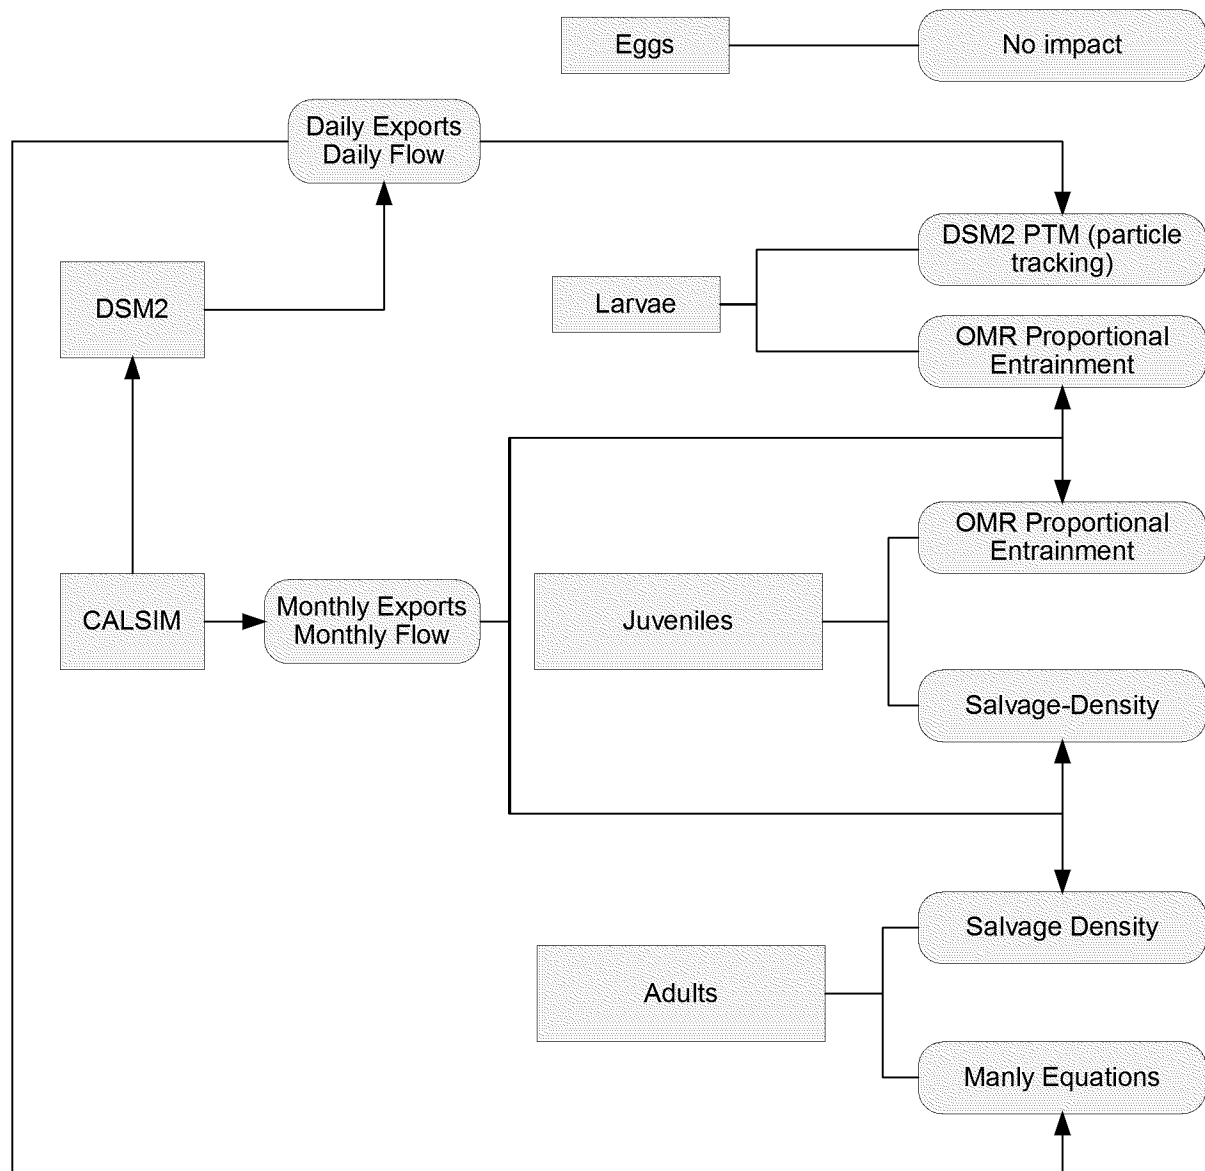 Eggs
No impact
Daily Exports
Daily Flow
DSM2 PTM (particle
tracking)
DSM2
Larvae
OMR Proportional
Entrainment
OMR Proportional
Entrainment
CALSIM
Monthly Exports
Monthly Flow
Juveniles
Salvage-Density
Salvage Density
Adults
Manly Equations